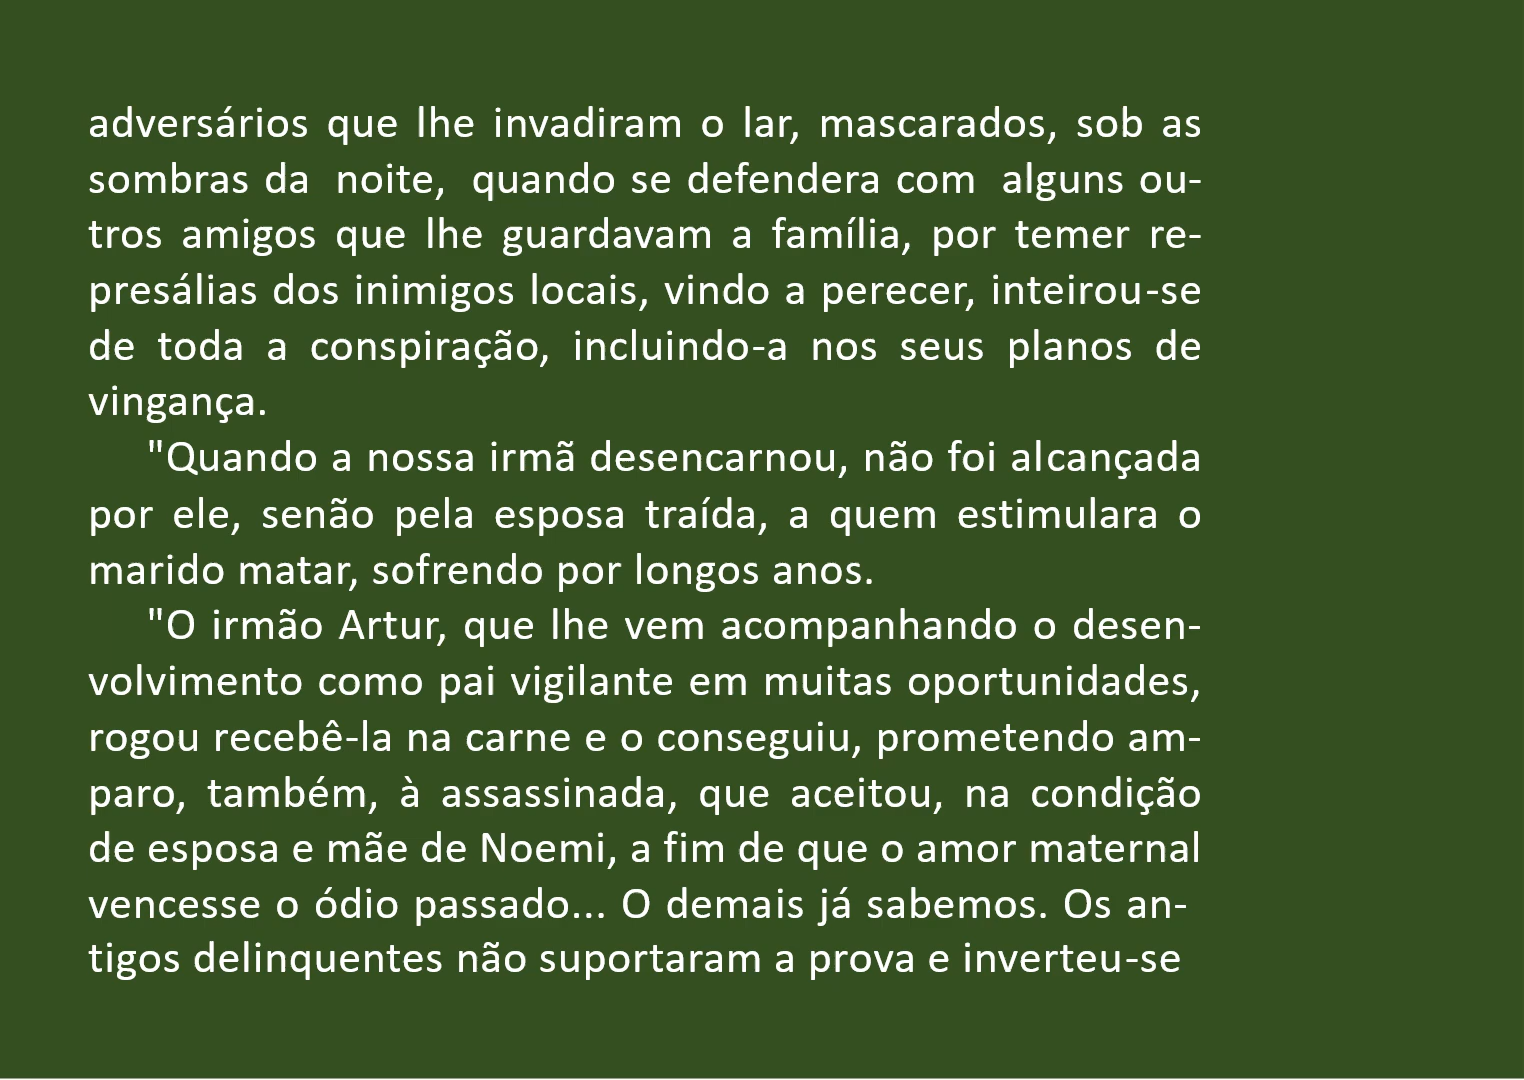 adversários que lhe invadiram o lar, mascarados, sob as
sombras da noite, quando se defendera com alguns ou-
tros amigos que lhe guardavam a família, por temer re-
presálias dos inimigos locais, vindo a perecer, inteirou-se
de toda a conspiração, incluindo-a nos seus planos de
vingança.
"Quando a nossa irmã desencarnou, não foi alcançada
por ele, senão pela esposa traída, a quem estimulara o
marido matar, sofrendo por longos anos.
"O irmão Artur, que lhe vem acompanhando o desen-
volvimento como pai vigilante em muitas oportunidades,
rogou recebê-la na carne e o conseguiu, prometendo am-
paro, também, à assassinada, que aceitou, na condição
de esposa e mãe de Noemi, a fim de que o amor maternal
vencesse o ódio passado... O demais já sabemos. Os an-
tigos delinquentes não suportaram a prova e inverteu-se